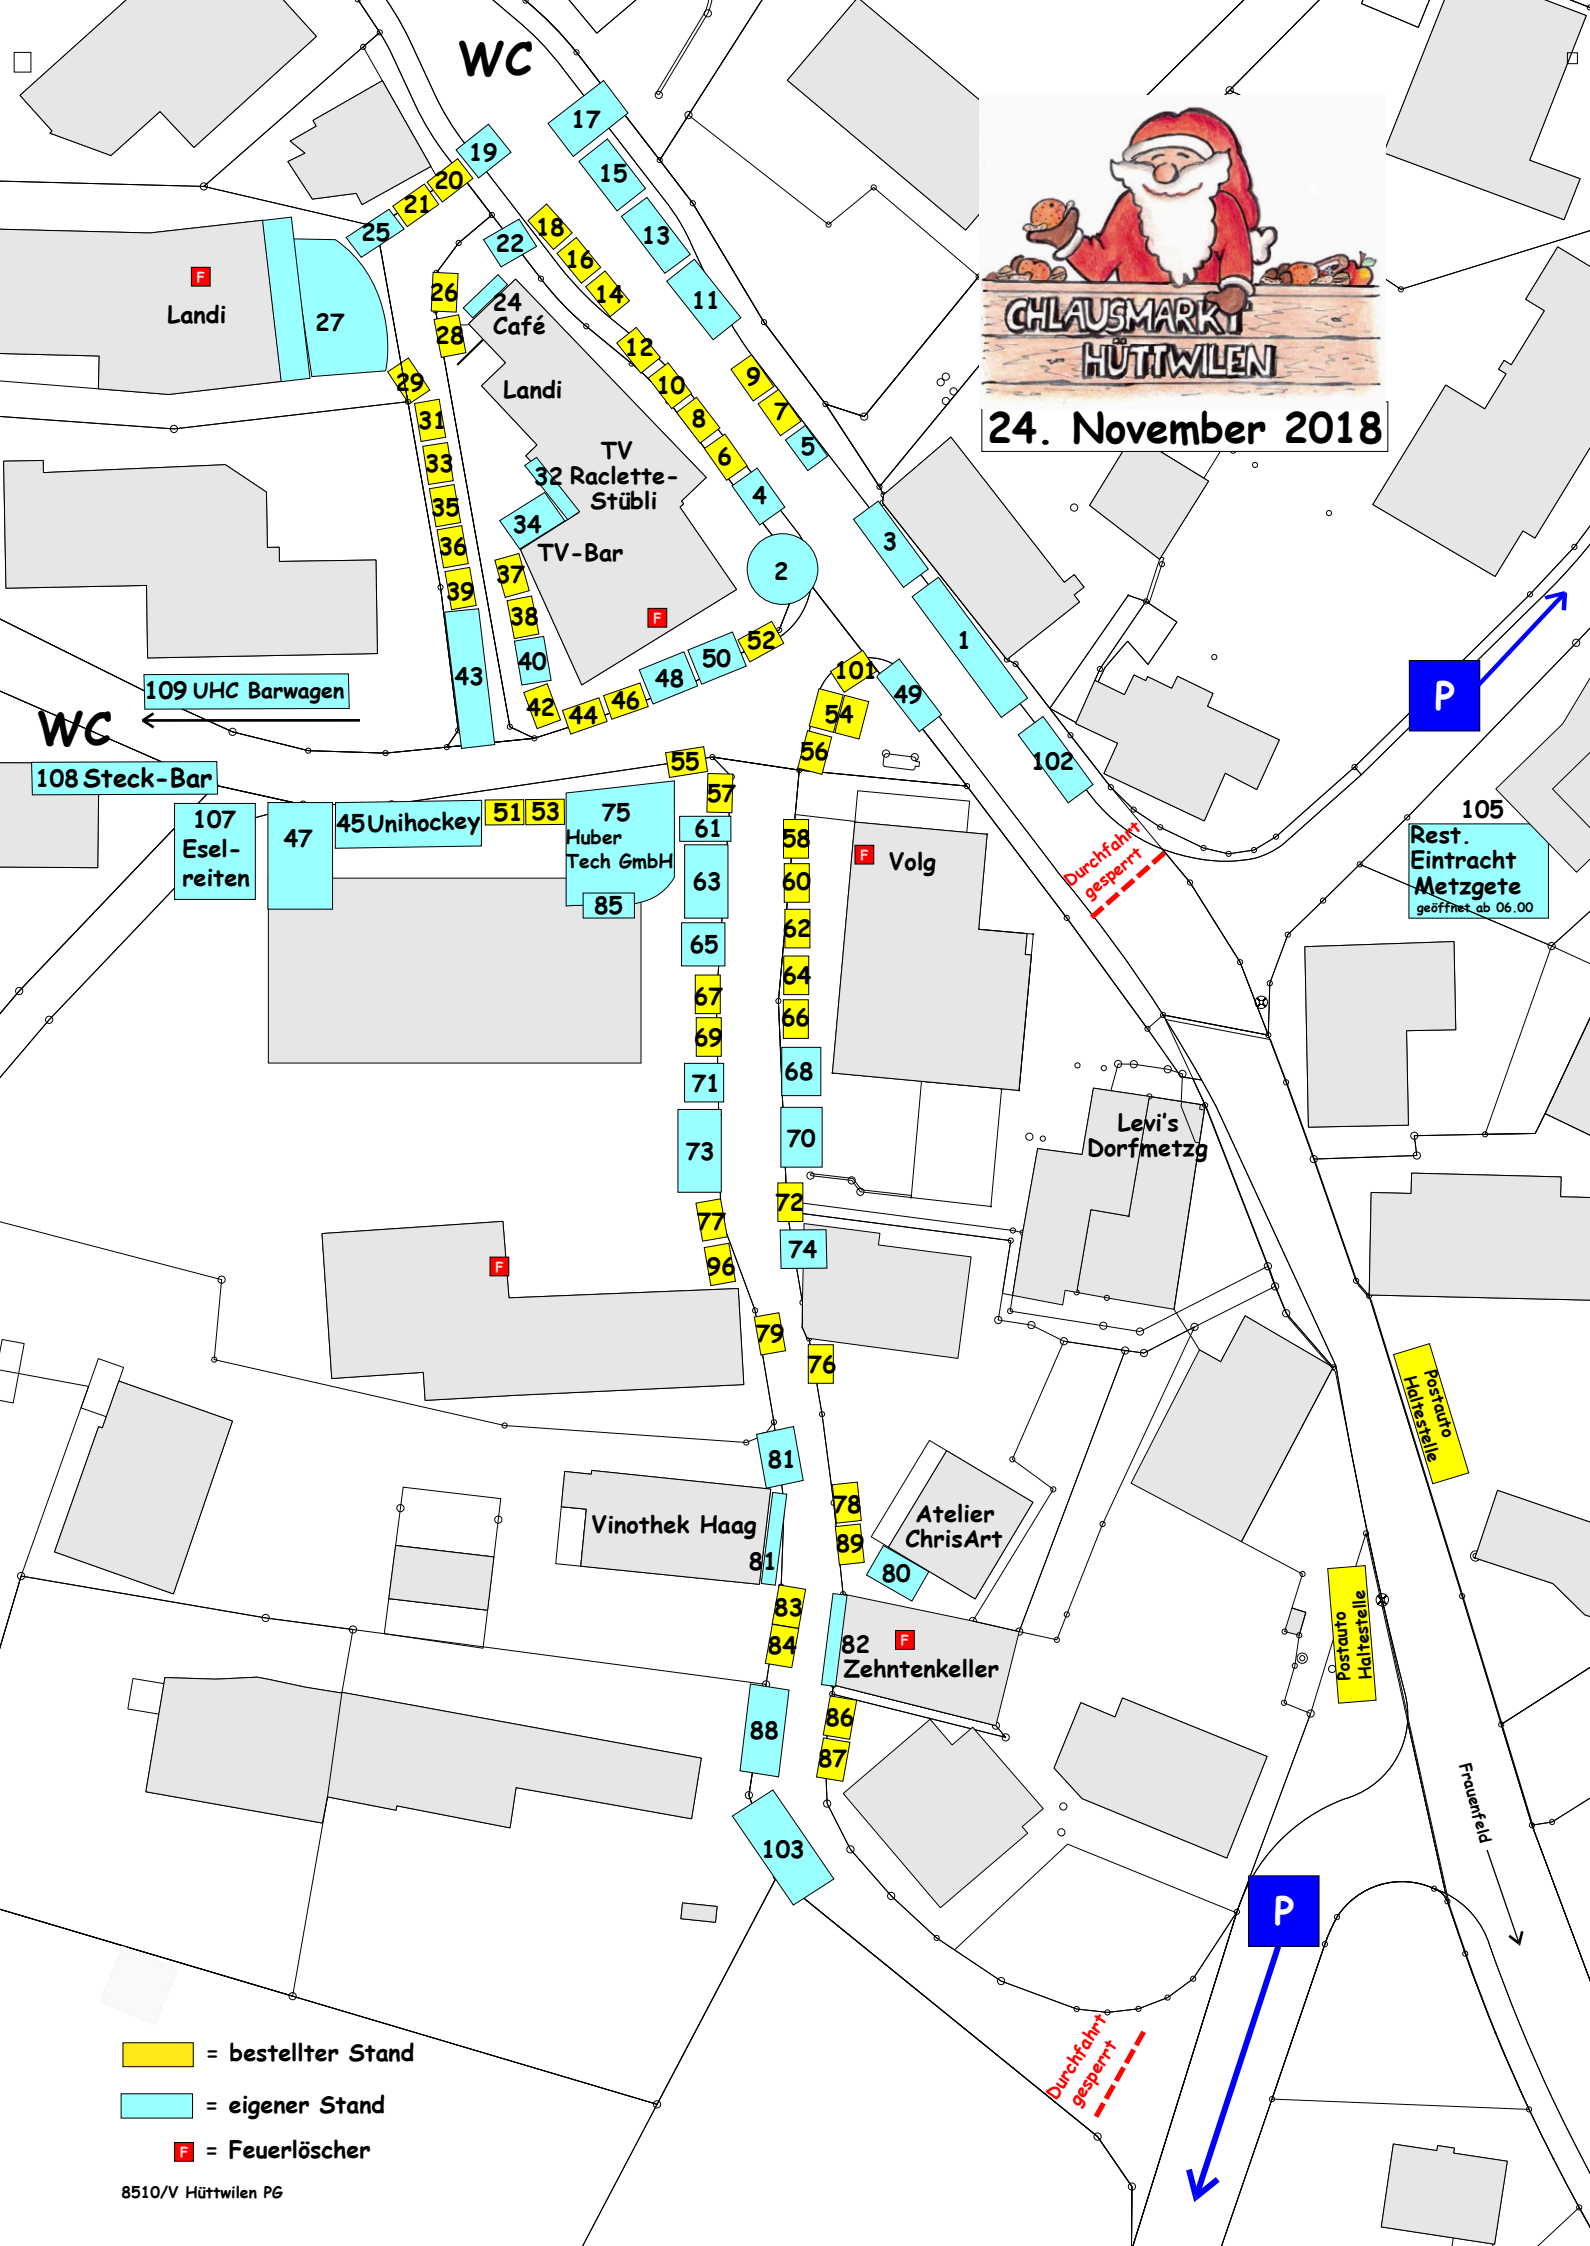 WC
17
19
15
20
21
18
25
22
13
16
26
14
11
24
Café
Landi
27
28
12
9
29
10
7
Landi
31
8
5
TV
33
6
32 Raclette-
Stübli
4
35
34
3
36
TV-Bar
2
37
39
38
1
52
40
50
101
43
48
49
109 UHC Barwagen
42
46
44
54
WC
56
102
55
108 Steck-Bar
57
107
Esel-
reiten
47
45 Unihockey
51
53
75
Huber
Tech GmbH
85
61
58
63
60
Volg
62
65
64
67
66
69
68
71
70
73
72
77
74
96
79
76
81
78
89
Vinothek Haag
81
Atelier
ChrisArt
80
83
84
82
Zehntenkeller
86
88
87
103
CHLAUSMARKT
HÜTTWILEN
24. November 2018
P
Durchfahrt
gesperrt
105
Rest.
Eintracht
Metzgete
geöffnet ab 06.00
Levi's
Dorfmetzg
Postauto
Haltestelle
Postauto
Haltestelle
Frauenfeld
P
Durchfahrt
gesperrt
F
F
F
F
F
= bestellter Stand
= eigener Stand
F = Feuerlöscher
8510/V Hüttwilen PG